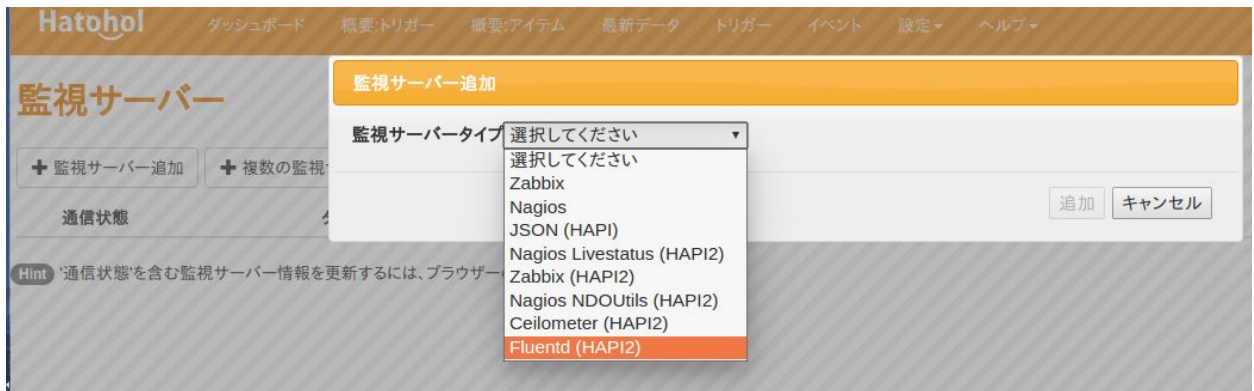 Hatohol ダッシュボード 概要:トリガー 概要:アイテム 最新データ トリガー イベント 設定 ヘルプ
監視サーバー追加
監視サーバー
監視サーバータイプ 選択してください
選択してください
+ 監視サーバー追加 + 複数の監視
Zabbix
Nagios
追加 キャンセル
通信状態
JSON (HAPI)
Nagios Livestatus (HAPI2)
Hint '通信状態'を含む監視サーバー情報を更新するには、ブラウザー
Zabbix (HAPI2)
Nagios NDOUtils (HAPI2)
Ceilometer (HAPI2)
Fluentd (HAPI2)